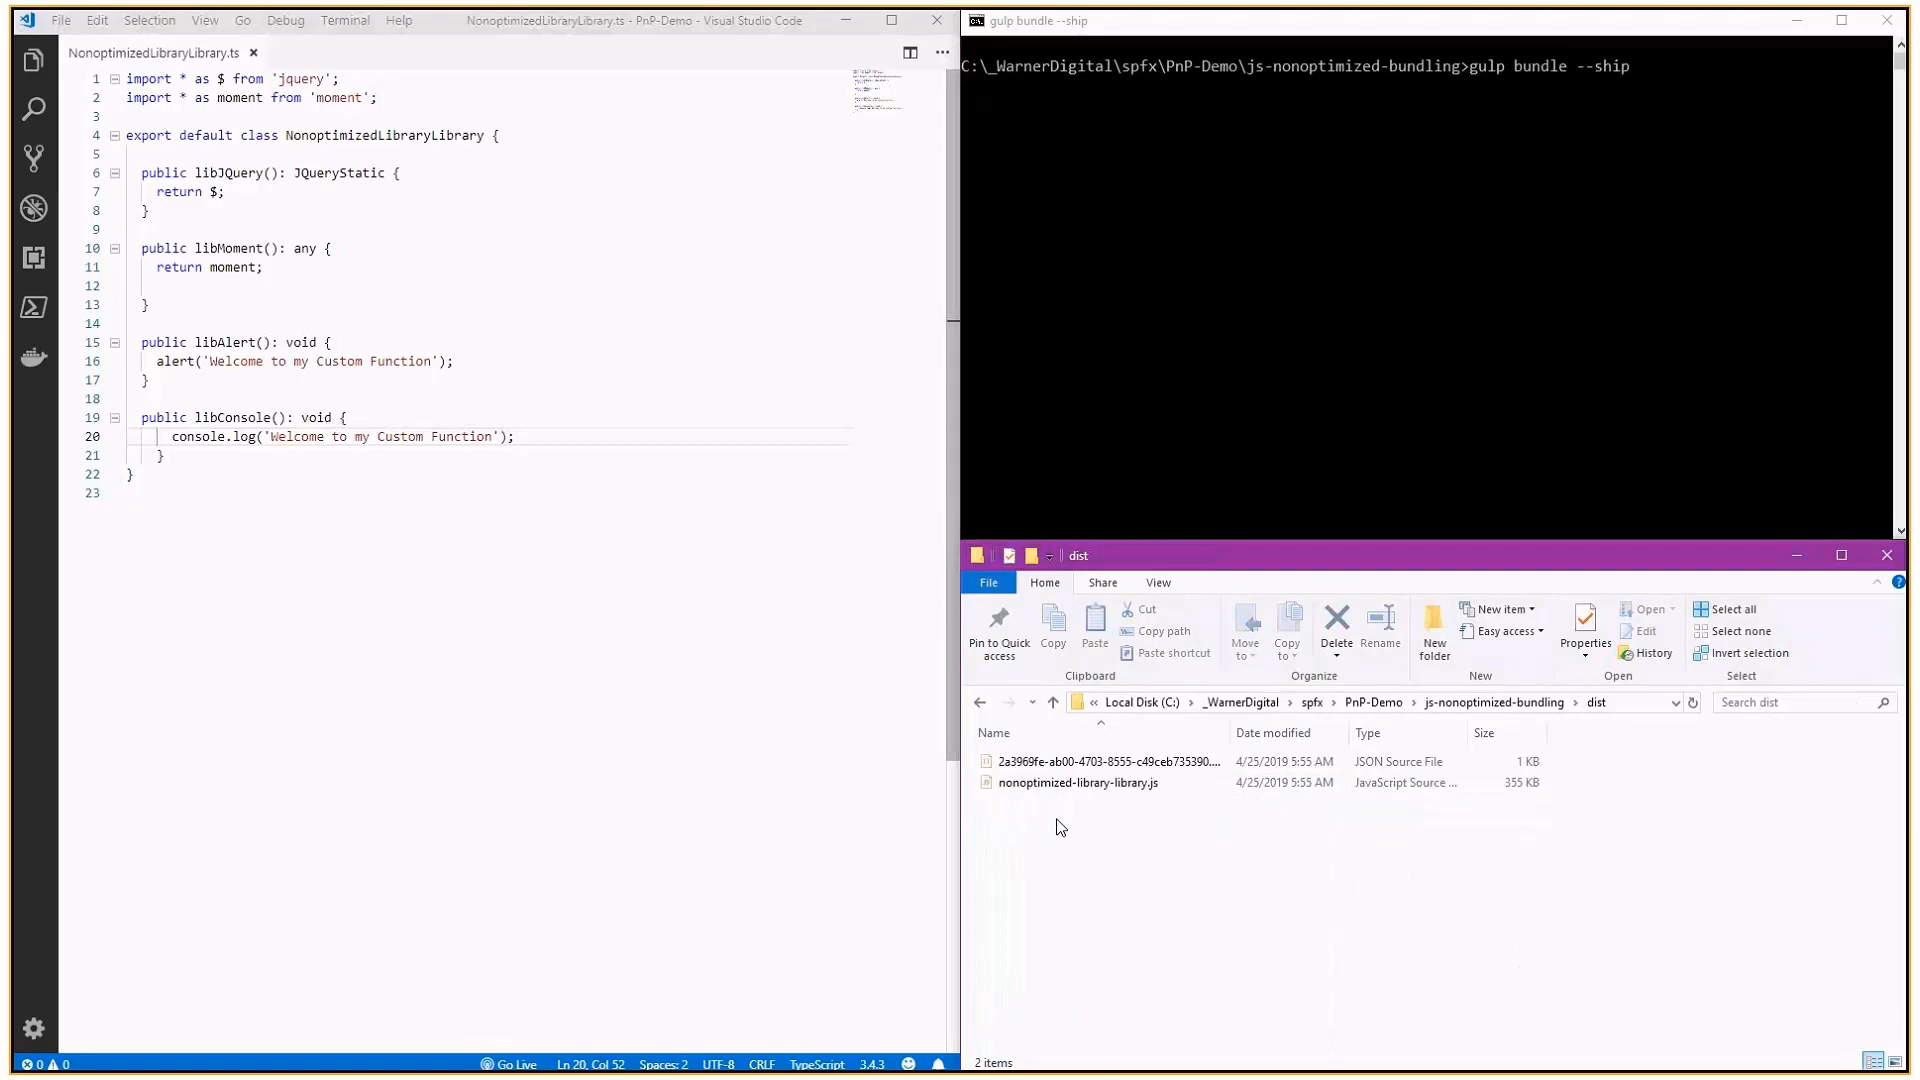 File Edit Selection View Go Debug Terminal Help NonoptimizedLibraryLibrary.ts - PnP-Demo - Visual Studio Code
NonoptimizedLibraryLibrary.ts
1 import * as $ from 'jquery';
2 import * as moment from 'moment';
3
4 export default class NonoptimizedLibraryLibrary {
5
6 public libJQuery(): JQueryStatic {
7 return $;
8 }
9
10 public libMoment(): any {
11 return moment;
12
13 }
14
15 public libAlert(): void {
16 alert('Welcome to my Custom Function');
17 }
18
19 public libConsole(): void {
20 console.log('Welcome to my Custom Function');
21 }
22 }
23
0 0 Go Live Ln 20, Col 52 Spaces: 2 UTF-8 CRLF TypeScript 3.4.3
gulp bundle --ship
C:\_WarnerDigital\spfx\PnP-Demo\js-nonoptimized-bundling>gulp bundle --ship
dist
File Home Share View
Pin to Quick access
Copy
Paste
Cut
Copy path
Paste shortcut
Clipboard
Move to
Copy to
Delete
Rename
Organize
New folder
New item
Easy access
New
Properties
Open
Edit
History
Open
Select all
Select none
Invert selection
Select
« Local Disk (C:) › _WarnerDigital › spfx › PnP-Demo › js-nonoptimized-bundling › dist
Search dist
Name Date modified Type Size
2a3969fe-ab00-4703-8555-c49ceb735390.... 4/25/2019 5:55 AM JSON Source File 1 KB
nonoptimized-library-library.js 4/25/2019 5:55 AM JavaScript Source ... 355 KB
2 items